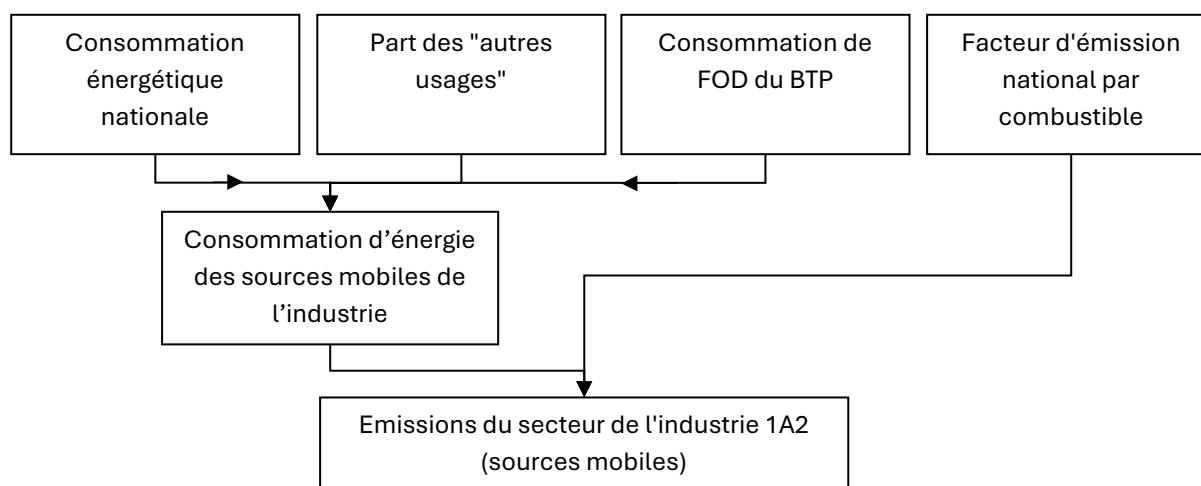 Consommation
énergétique
nationale
Part des "autres
usages"
Consommation de
FOD du BTP
Facteur d'émission
national par
combustible
Consommation d’énergie
des sources mobiles de
l’industrie
Emissions du secteur de l'industrie 1A2
(sources mobiles)